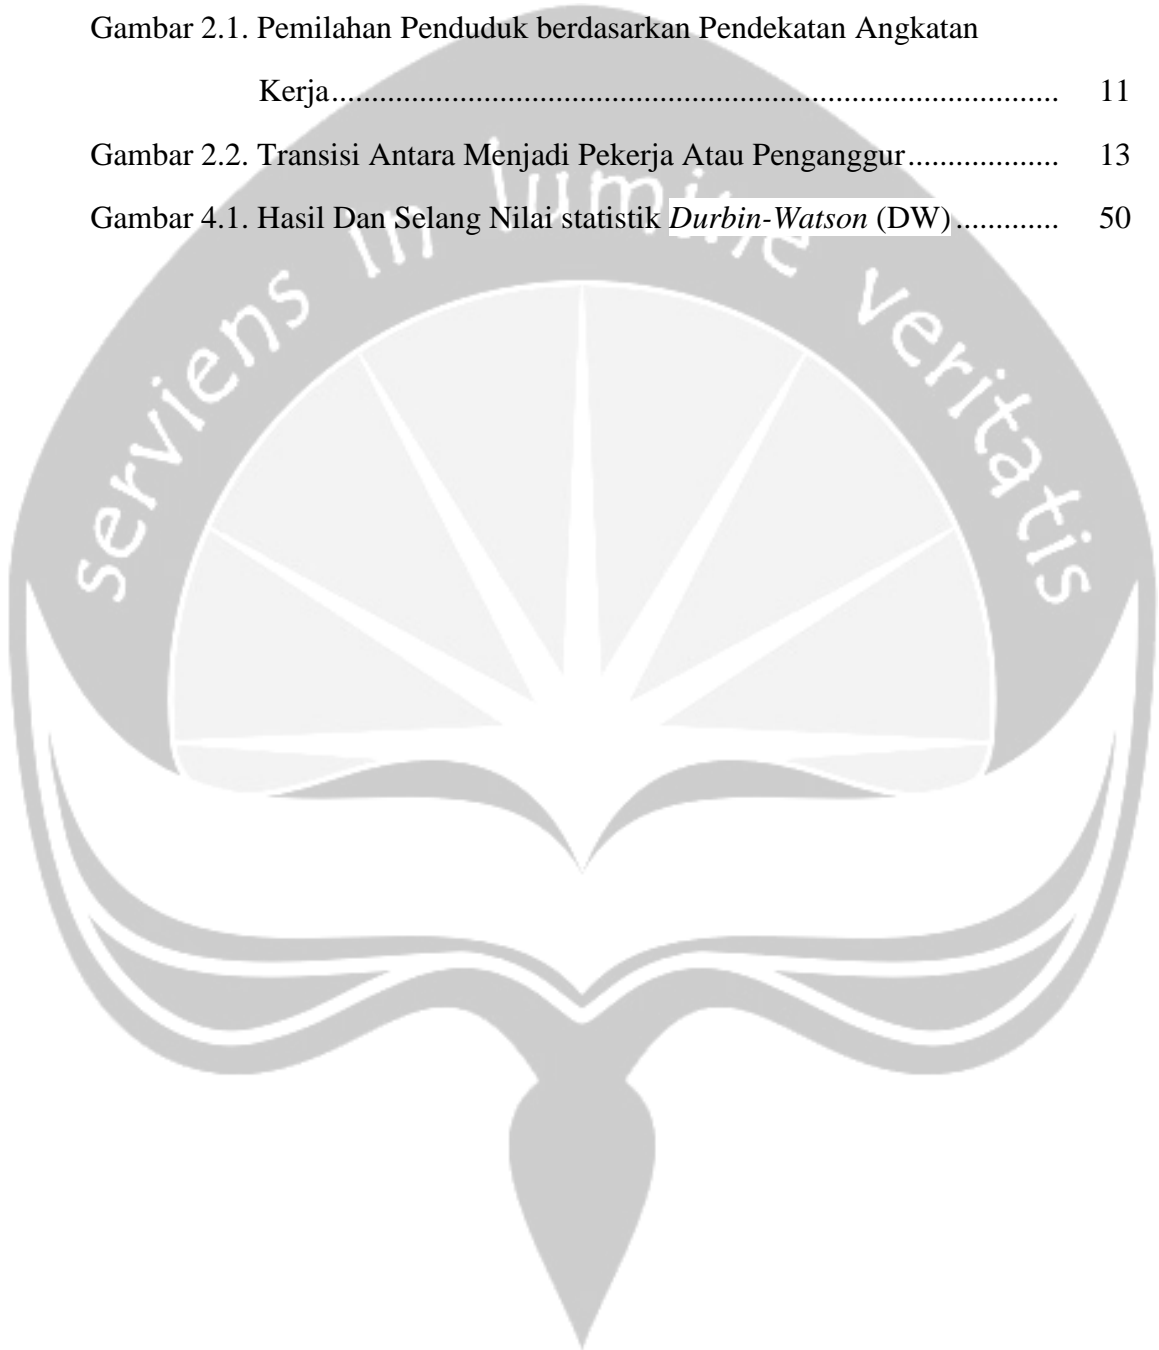 Gambar 2.1. Pemilahan Penduduk berdasarkan Pendekatan Angkatan
Kerja........................................................................................... 11
Gambar 2.2. Transisi Antara Menjadi Pekerja Atau Penganggur................... 13
Gambar 4.1. Hasil Dan Selang Nilai statistik Durbin-Watson (DW)............. 50
serviens in lumine veritatis